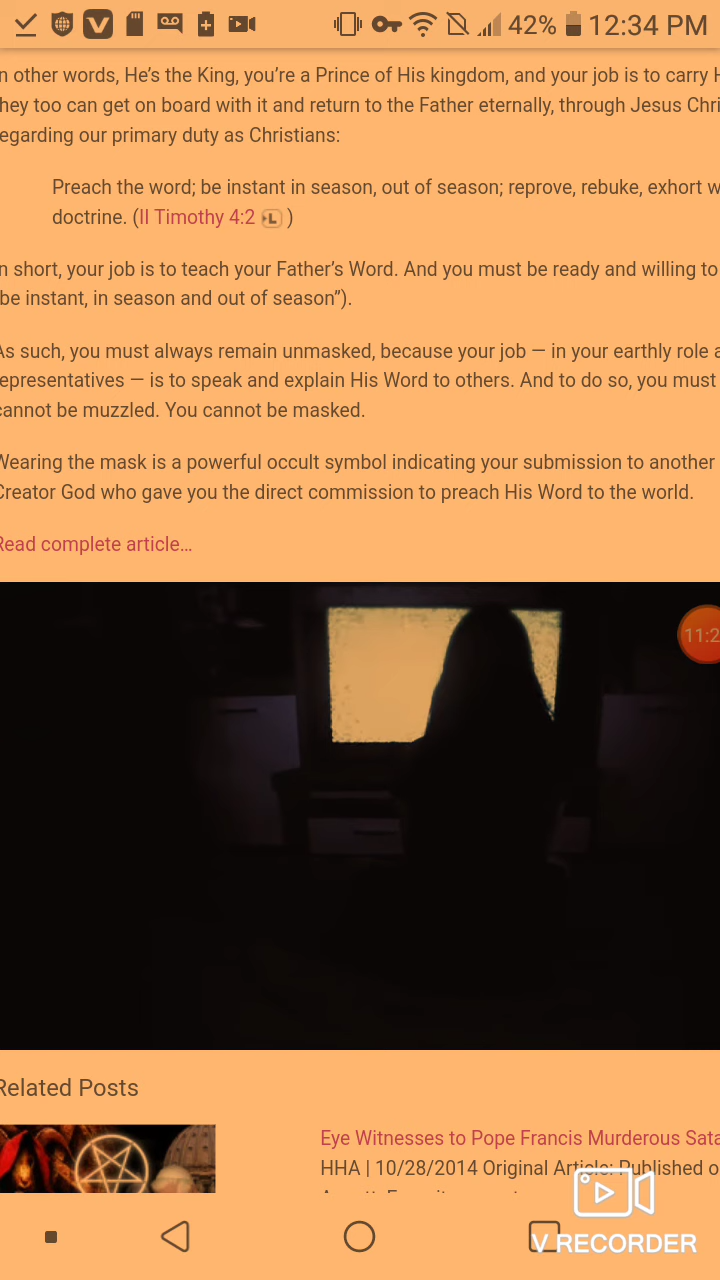 42% 12:34 PM
n other words, He's the King, you're a Prince of His kingdom, and your job is to carry H
hey too can get on board with it and return to the Father eternally, through Jesus Chri
egarding our primary duty as Christians:
Preach the word; be instant in season, out of season; reprove, rebuke, exhort w
doctrine. (II Timothy 4:2 L )
n short, your job is to teach your Father's Word. And you must be ready and willing to
be instant, in season and out of season").
As such, you must always remain unmasked, because your job — in your earthly role a
epresentatives — is to speak and explain His Word to others. And to do so, you must
cannot be muzzled. You cannot be masked.
Wearing the mask is a powerful occult symbol indicating your submission to another
Creator God who gave you the direct commission to preach His Word to the world.
Read complete article…
11:2
Related Posts
Eye Witnesses to Pope Francis Murderous Sata
HHA | 10/28/2014 Original Article: Published o
V RECORDER